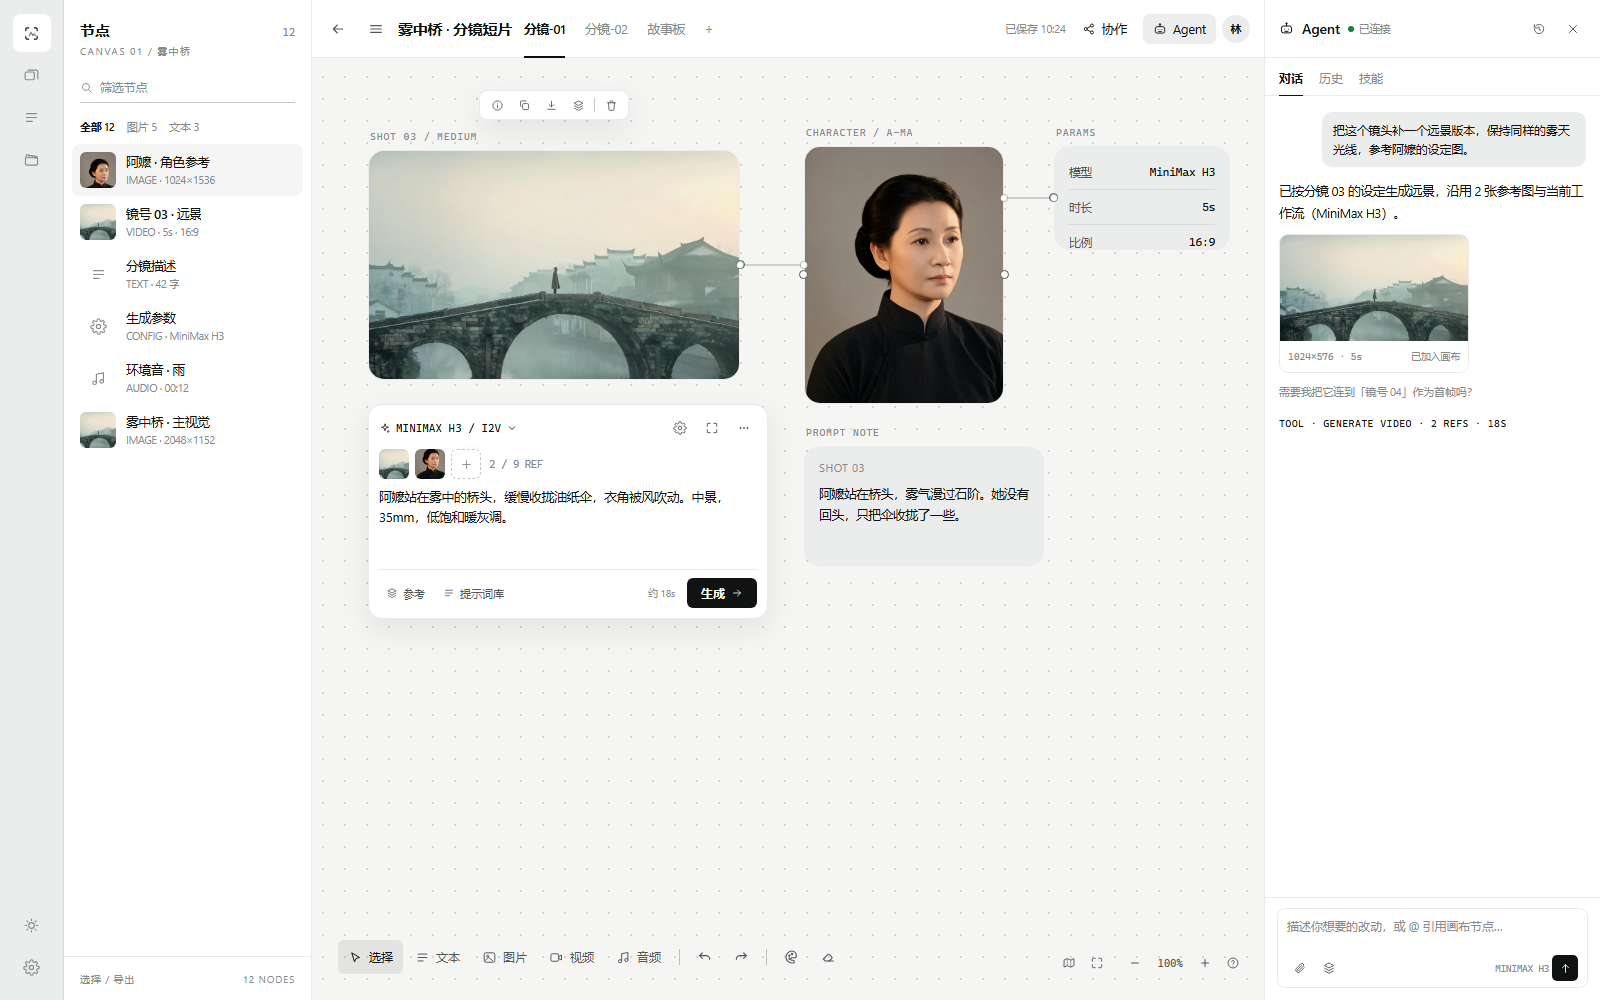 节点
12
CANVAS 01 / 雾中桥
筛选节点
全部 12 图片 5 文本 3
阿嬷 · 角色参考
IMAGE · 1024×1536
镜号 03 · 远景
VIDEO · 5s · 16:9
分镜描述
TEXT · 42 字
生成参数
CONFIG · MiniMax H3
环境音 · 雨
AUDIO · 00:12
雾中桥 · 主视觉
IMAGE · 2048×1152
选择 / 导出
12 NODES
雾中桥 · 分镜短片
分镜-01
分镜-02
故事板
+
已保存 10:24
协作
Agent
林
SHOT 03 / MEDIUM
CHARACTER / A-MA
PARAMS
模型 MiniMax H3
时长 5s
比例 16:9
MINIMAX H3 / I2V
2 / 9 REF
阿嬷站在雾中的桥头，缓慢收拢油纸伞，衣角被风吹动。中景，
35mm，低饱和暖灰调。
参考
提示词库
约 18s
生成 →
PROMPT NOTE
SHOT 03
阿嬷站在桥头，雾气漫过石阶。她没有
回头，只把伞收拢了一些。
选择
文本
图片
视频
音频
100%
Agent
已连接
对话
历史
技能
把这个镜头补一个远景版本，保持同样的雾天
光线，参考阿嬷的设定图。
已按分镜 03 的设定生成远景，沿用 2 张参考图与当前工
作流（MiniMax H3）。
1024×576 · 5s
已加入画布
需要我把它连到「镜号 04」作为首帧吗？
TOOL · GENERATE VIDEO · 2 REFS · 18S
描述你想要的改动，或 @ 引用画布节点...
MINIMAX H3